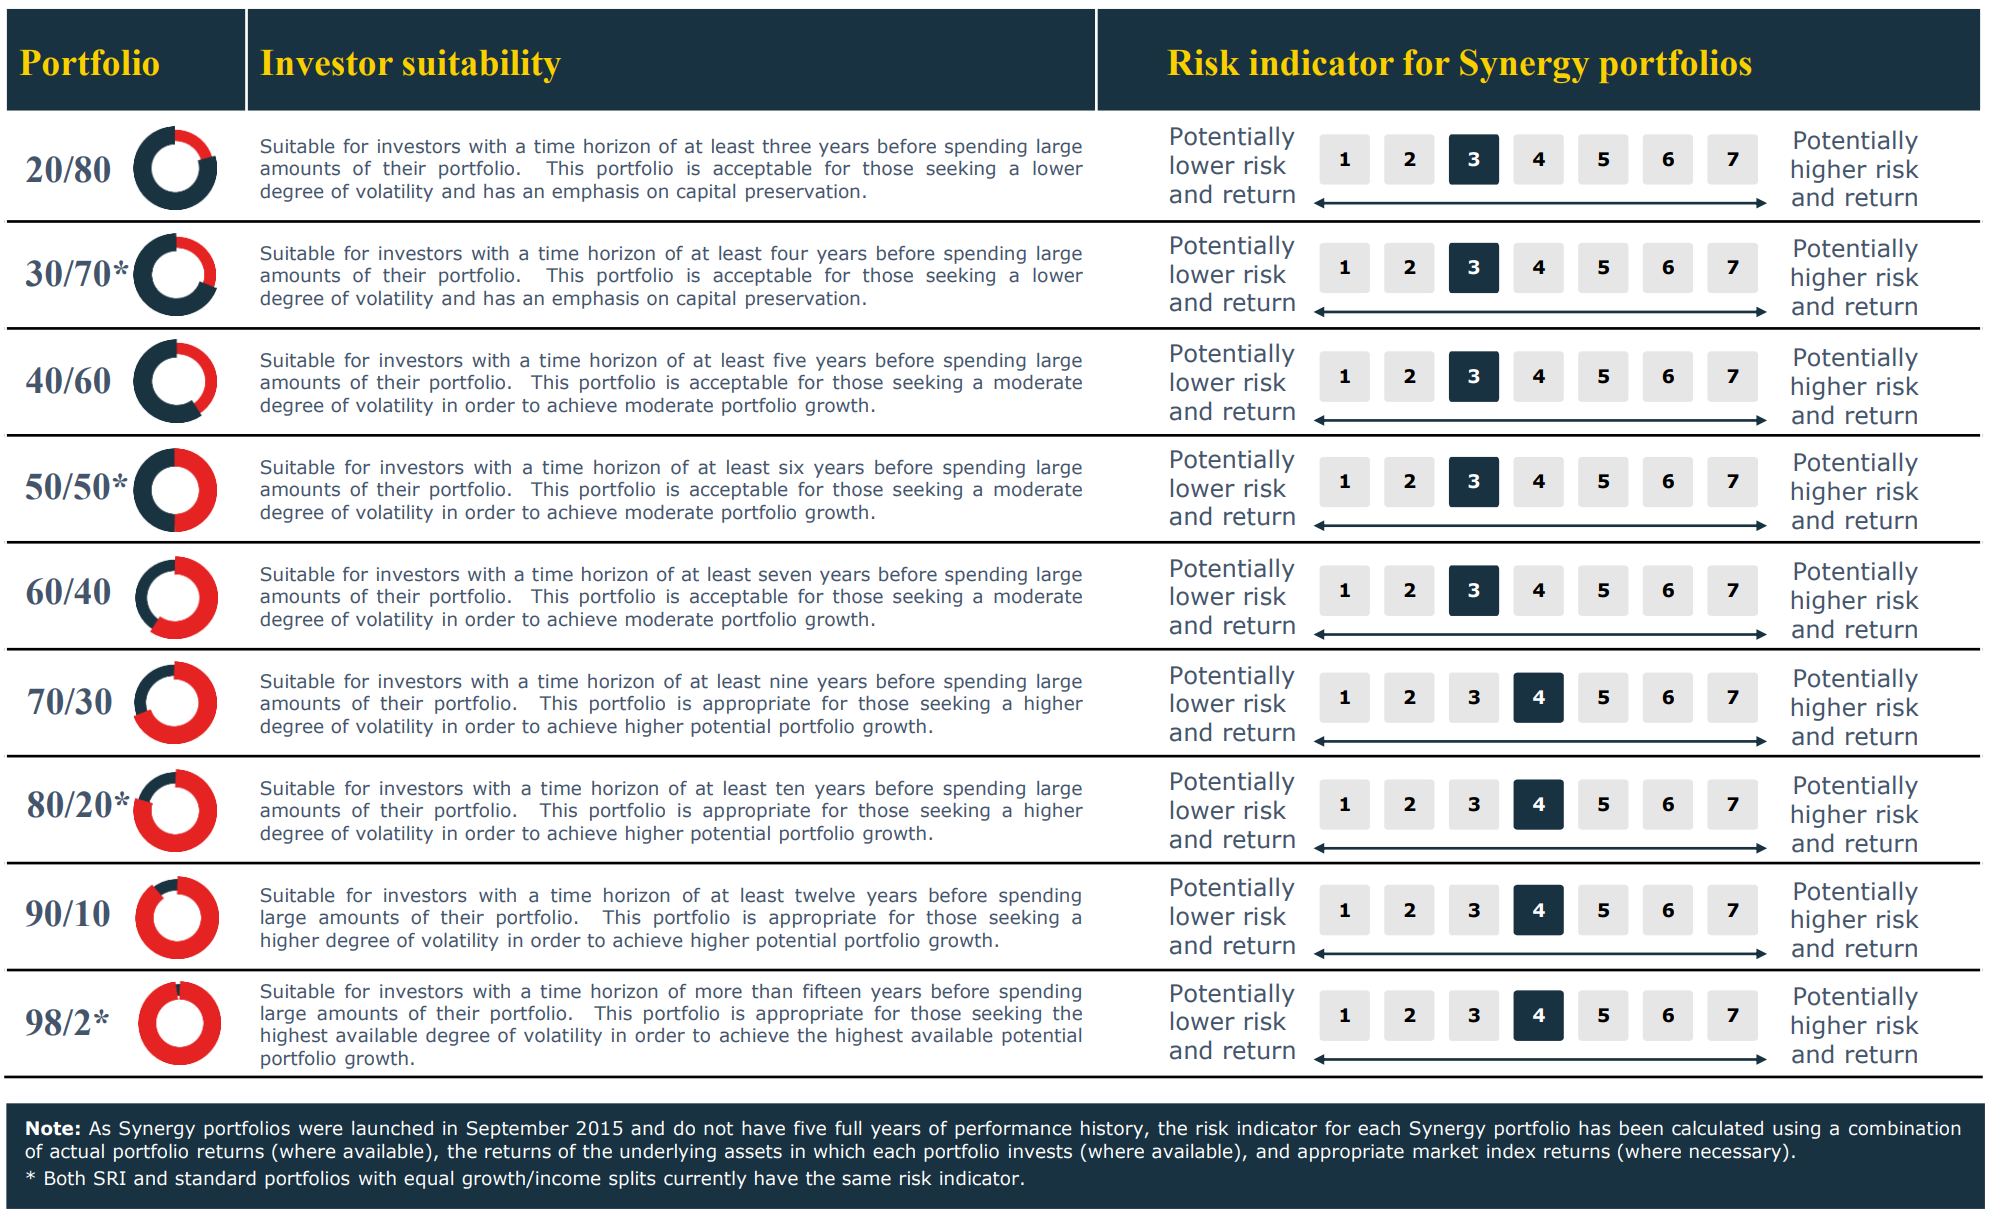 Portfolio
Investor suitability
Risk indicator for Synergy portfolios
20/80
Suitable for investors with a time horizon of at least three years before spending large
amounts of their portfolio. This portfolio is acceptable for those seeking a lower
degree of volatility and has an emphasis on capital preservation.
Potentially
lower risk
and return
1 2 3 4 5 6 7
Potentially
higher risk
and return
30/70*
Suitable for investors with a time horizon of at least four years before spending large
amounts of their portfolio. This portfolio is acceptable for those seeking a lower
degree of volatility and has an emphasis on capital preservation.
Potentially
lower risk
and return
1 2 3 4 5 6 7
Potentially
higher risk
and return
40/60
Suitable for investors with a time horizon of at least five years before spending large
amounts of their portfolio. This portfolio is acceptable for those seeking a moderate
degree of volatility in order to achieve moderate portfolio growth.
Potentially
lower risk
and return
1 2 3 4 5 6 7
Potentially
higher risk
and return
50/50*
Suitable for investors with a time horizon of at least six years before spending large
amounts of their portfolio. This portfolio is acceptable for those seeking a moderate
degree of volatility in order to achieve moderate portfolio growth.
Potentially
lower risk
and return
1 2 3 4 5 6 7
Potentially
higher risk
and return
60/40
Suitable for investors with a time horizon of at least seven years before spending large
amounts of their portfolio. This portfolio is acceptable for those seeking a moderate
degree of volatility in order to achieve moderate portfolio growth.
Potentially
lower risk
and return
1 2 3 4 5 6 7
Potentially
higher risk
and return
70/30
Suitable for investors with a time horizon of at least nine years before spending large
amounts of their portfolio. This portfolio is appropriate for those seeking a higher
degree of volatility in order to achieve higher potential portfolio growth.
Potentially
lower risk
and return
1 2 3 4 5 6 7
Potentially
higher risk
and return
80/20*
Suitable for investors with a time horizon of at least ten years before spending large
amounts of their portfolio. This portfolio is appropriate for those seeking a higher
degree of volatility in order to achieve higher potential portfolio growth.
Potentially
lower risk
and return
1 2 3 4 5 6 7
Potentially
higher risk
and return
90/10
Suitable for investors with a time horizon of at least twelve years before spending
large amounts of their portfolio. This portfolio is appropriate for those seeking a
higher degree of volatility in order to achieve higher potential portfolio growth.
Potentially
lower risk
and return
1 2 3 4 5 6 7
Potentially
higher risk
and return
98/2*
Suitable for investors with a time horizon of more than fifteen years before spending
large amounts of their portfolio. This portfolio is appropriate for those seeking the
highest available degree of volatility in order to achieve the highest available potential
portfolio growth.
Potentially
lower risk
and return
1 2 3 4 5 6 7
Potentially
higher risk
and return
Note: As Synergy portfolios were launched in September 2015 and do not have five full years of performance history, the risk indicator for each Synergy portfolio has been calculated using a combination
of actual portfolio returns (where available), the returns of the underlying assets in which each portfolio invests (where available), and appropriate market index returns (where necessary).
* Both SRI and standard portfolios with equal growth/income splits currently have the same risk indicator.